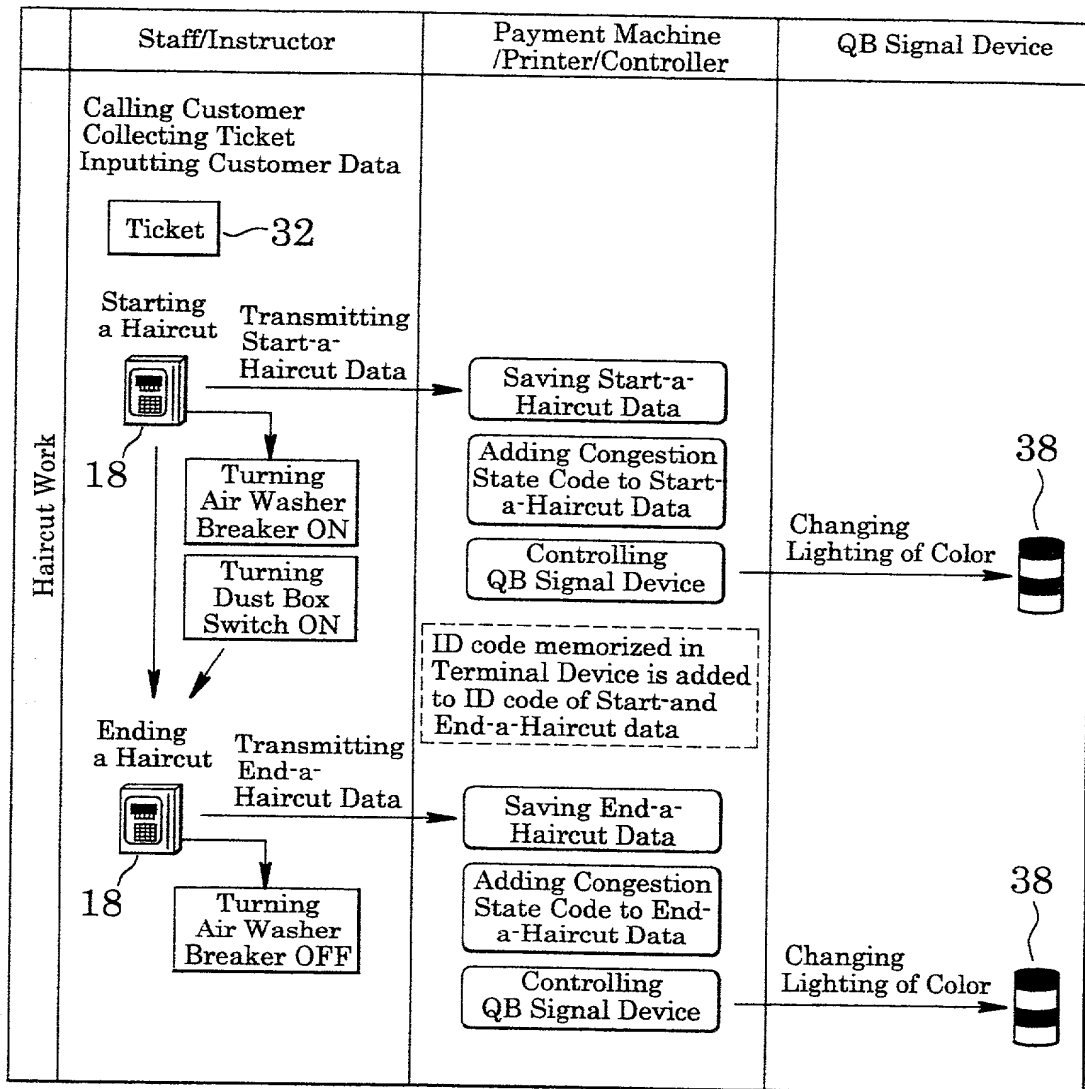 Staff/Instructor
Payment Machine
/Printer/Controller
QB Signal Device
Haircut Work
Calling Customer
Collecting Ticket
Inputting Customer Data
Ticket
32
Starting
a Haircut
Transmitting
Start-a-
Haircut Data
18
Turning
Air Washer
Breaker ON
Turning
Dust Box
Switch ON
Saving Start-a-
Haircut Data
Adding Congestion
State Code to Start-
a-Haircut Data
Controlling
QB Signal Device
Changing
Lighting of Color
38
ID code memorized in
Terminal Device is added
to ID code of Start-and
End-a-Haircut data
Ending
a Haircut
Transmitting
End-a-
Haircut Data
18
Turning
Air Washer
Breaker OFF
Saving End-a-
Haircut Data
Adding Congestion
State Code to End-
a-Haircut Data
Controlling
QB Signal Device
Changing
Lighting of Color
38